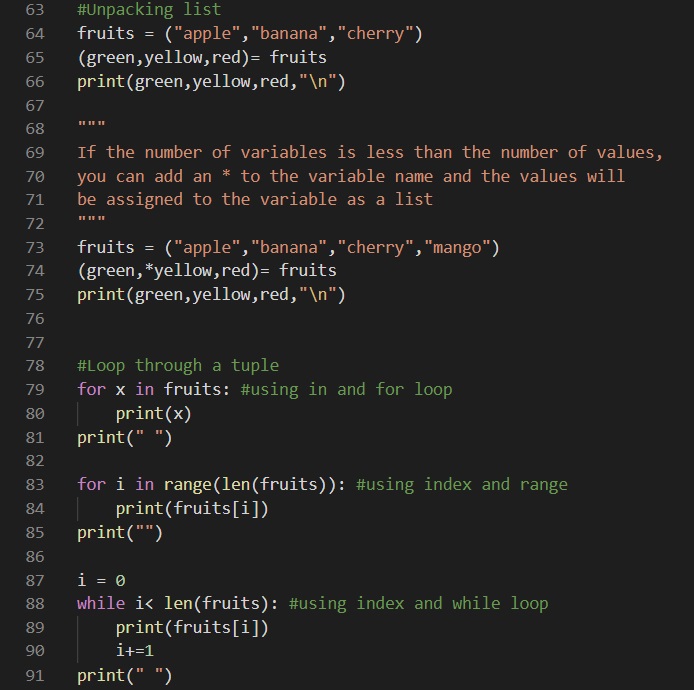 63 #Unpacking list
64 fruits = ("apple","banana","cherry")
65 (green,yellow,red)= fruits
66 print(green,yellow,red,"\n")
67
68 """
69 If the number of variables is less than the number of values,
70 you can add an * to the variable name and the values will
71 be assigned to the variable as a list
72 """
73 fruits = ("apple","banana","cherry","mango")
74 (green,*yellow,red)= fruits
75 print(green,yellow,red,"\n")
76
77
78 #Loop through a tuple
79 for x in fruits: #using in and for loop
80     print(x)
81 print(" ")
82
83 for i in range(len(fruits)): #using index and range
84     print(fruits[i])
85 print("")
86
87 i = 0
88 while i< len(fruits): #using index and while loop
89     print(fruits[i])
90     i+=1
91 print(" ")